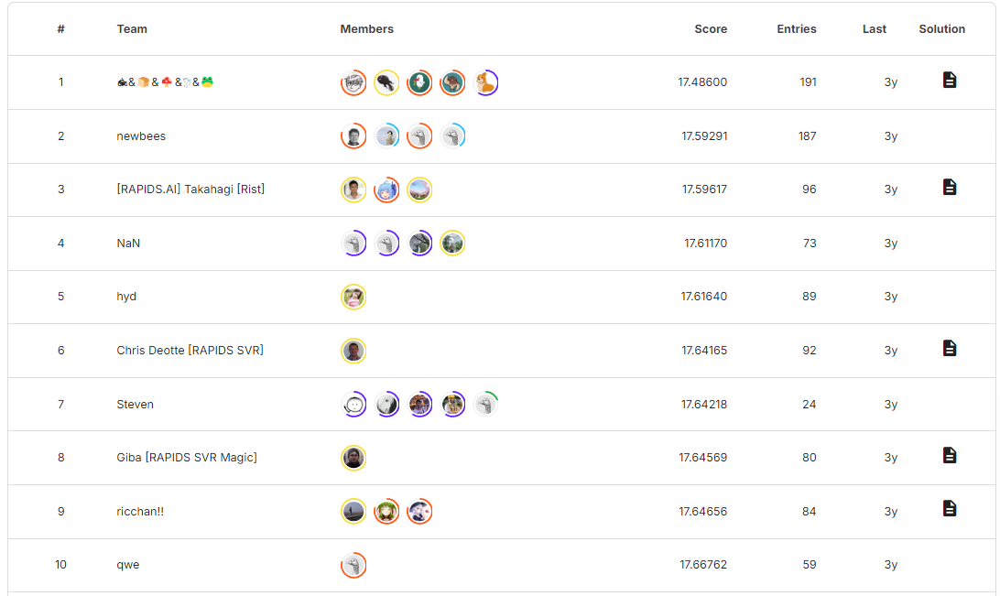 # Team Members Score Entries Last Solution
1 🏍&🍞&🍄&🐑&🐸 17.48600 191 3y
2 newbees 17.59291 187 3y
3 [RAPIDS.AI] Takahagi [Rist] 17.59617 96 3y
4 NaN 17.61170 73 3y
5 hyd 17.61640 89 3y
6 Chris Deotte [RAPIDS SVR] 17.64165 92 3y
7 Steven 17.64218 24 3y
8 Giba [RAPIDS SVR Magic] 17.64569 80 3y
9 ricchan!! 17.64656 84 3y
10 qwe 17.66762 59 3y